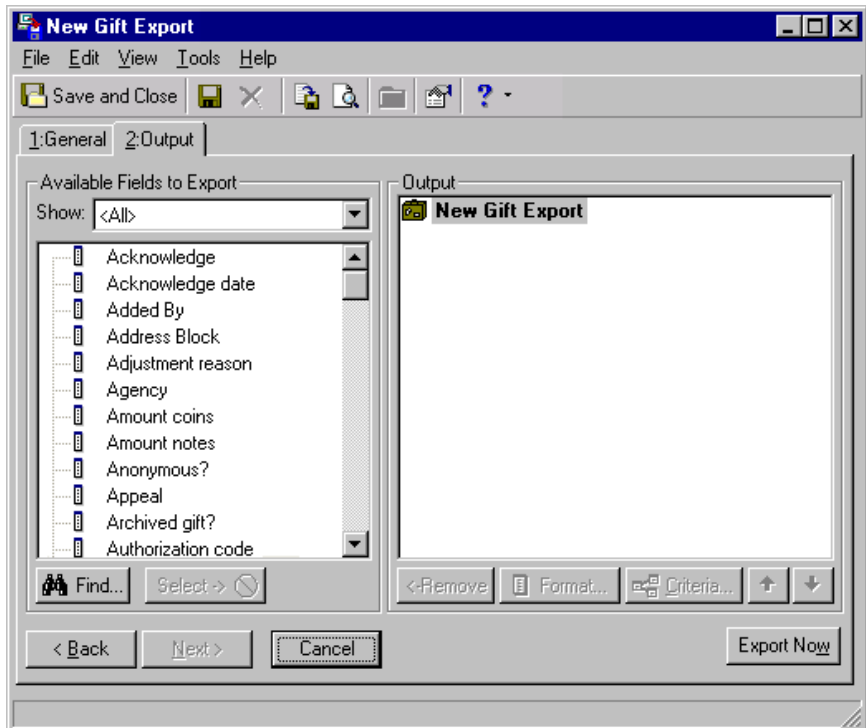 New Gift Export
File Edit View Tools Help
Save and Close ?
1:General 2:Output
Available Fields to Export
Show: <All>
Acknowledge
Acknowledge date
Added By
Address Block
Adjustment reason
Agency
Amount coins
Amount notes
Anonymous?
Appeal
Archived gift?
Authorization code
Find... Select ->
Output
New Gift Export
<-Remove Format... Criteria...
< Back Next > Cancel Export Now